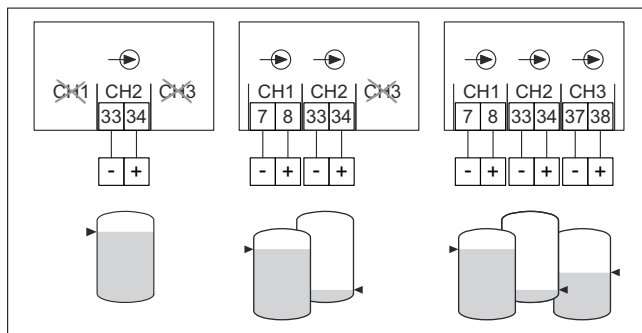 CH1 CH2 CH3
33 34
- +
CH1 CH2 CH3
7 8 33 34
- + - +
CH1 CH2 CH3
7 8 33 34 37 38
- + - + - +